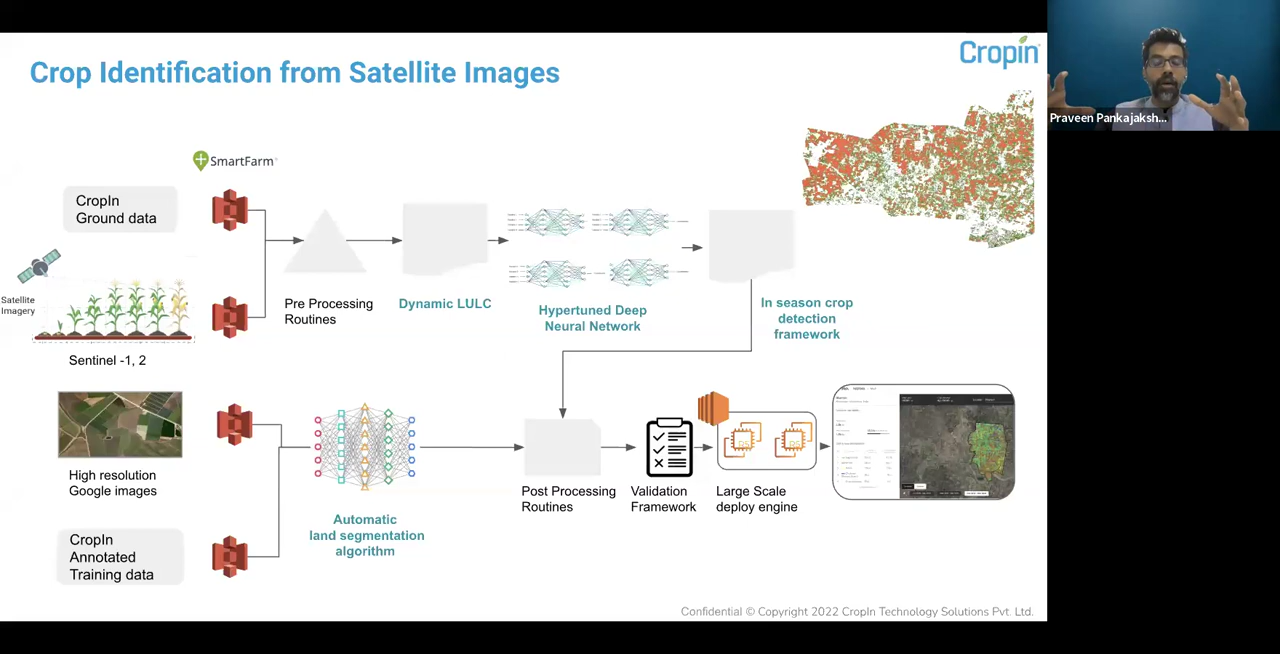 Crop Identification from Satellite Images
Cropin
Praveen Pankajaksh...
SmartFarm
CropIn
Ground data
Satellite
Imagery
Sentinel -1, 2
Pre Processing
Routines
Dynamic LULC
Hypertuned Deep
Neural Network
In season crop
detection
framework
High resolution
Google images
CropIn
Annotated
Training data
Automatic
land segmentation
algorithm
Post Processing
Routines
Validation
Framework
R5
R5
Large Scale
deploy engine
Confidential © Copyright 2022 CropIn Technology Solutions Pvt. Ltd.